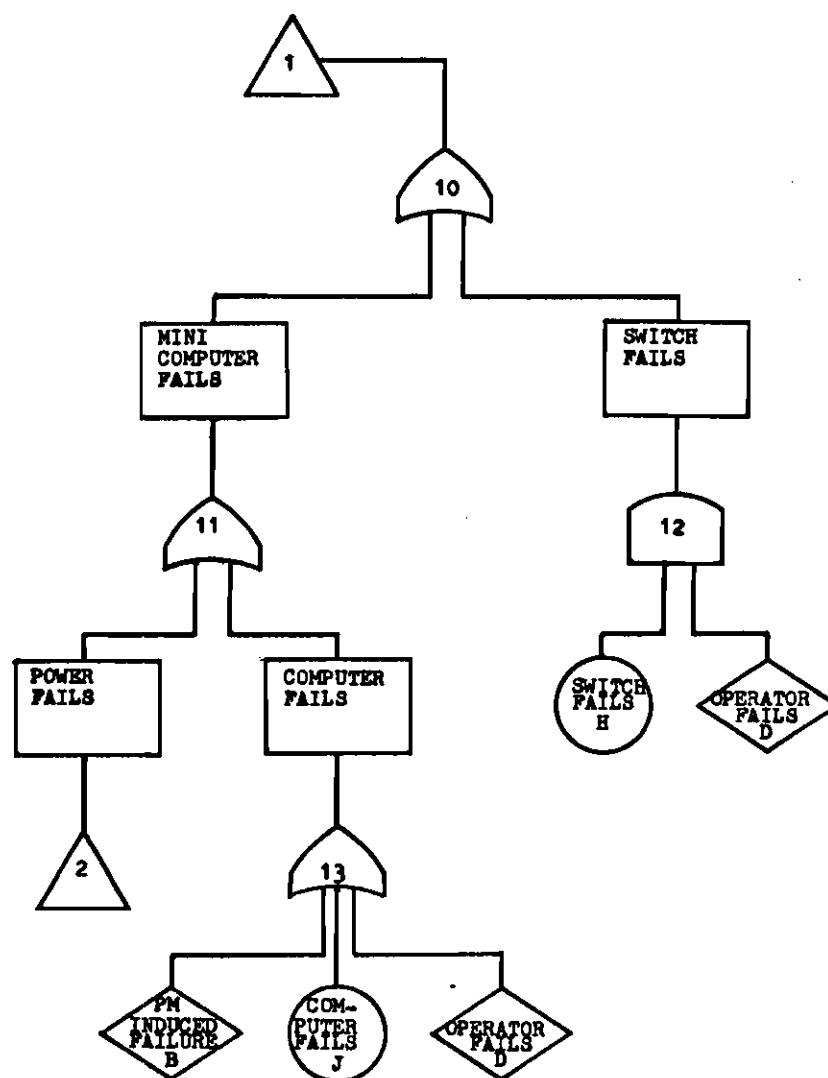 1
10
MINI
COMPUTER
FAILS
SWITCH
FAILS
11
12
POWER
FAILS
COMPUTER
FAILS
SWITCH
FAILS
H
OPERATOR
FAILS
D
2
13
PM
INDUCED
FAILURE
B
COM-
PUTER
FAILS
J
OPERATOR
FAILS
D